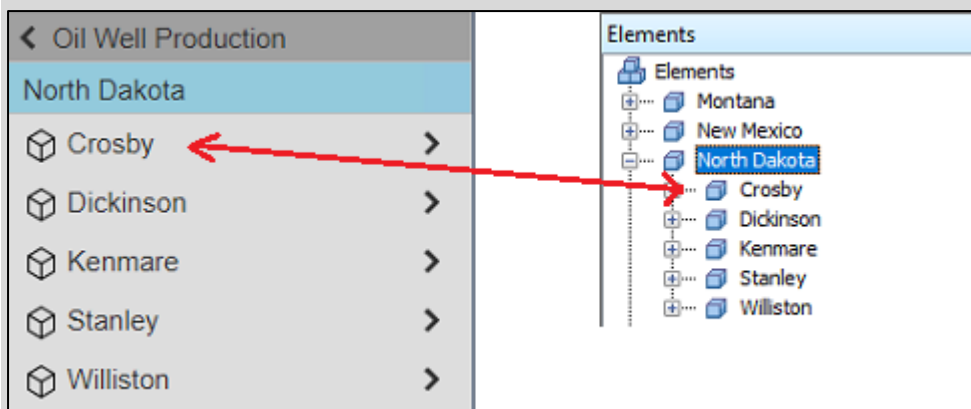 Oil Well Production
North Dakota
Crosby
Dickinson
Kenmare
Stanley
Williston
Elements
Elements
Montana
New Mexico
North Dakota
Crosby
Dickinson
Kenmare
Stanley
Williston